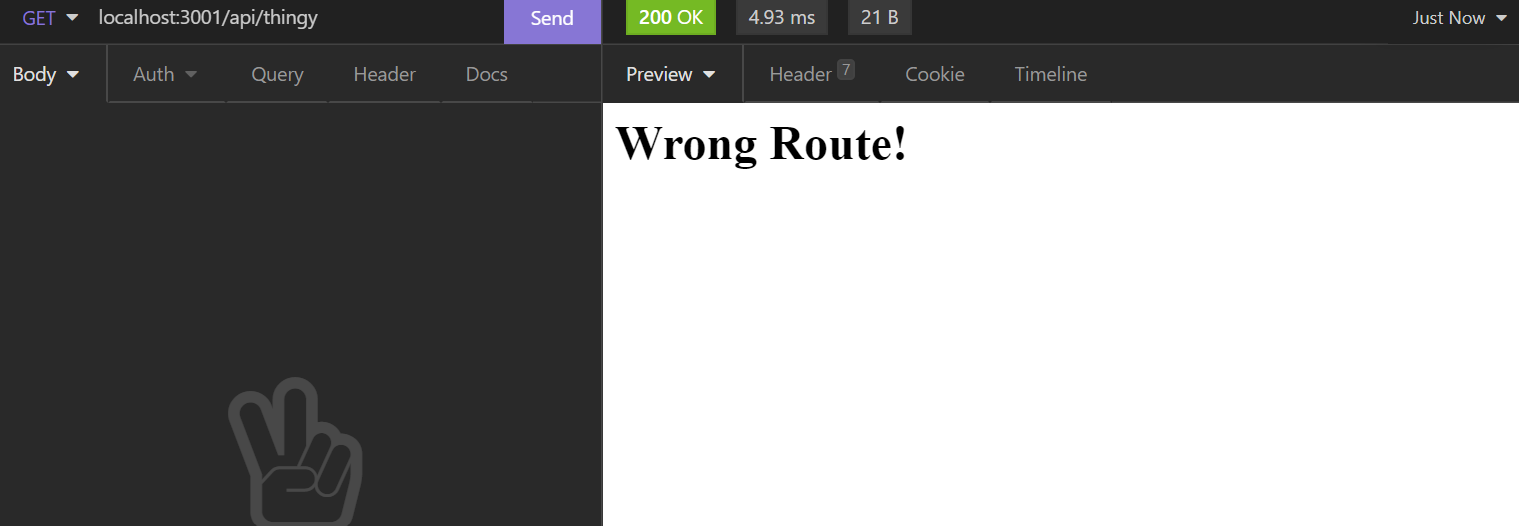 GET localhost:3001/api/thingy Send 200 OK 4.93 ms 21 B Just Now
Body Auth Query Header Docs Preview Header 7 Cookie Timeline
Wrong Route!